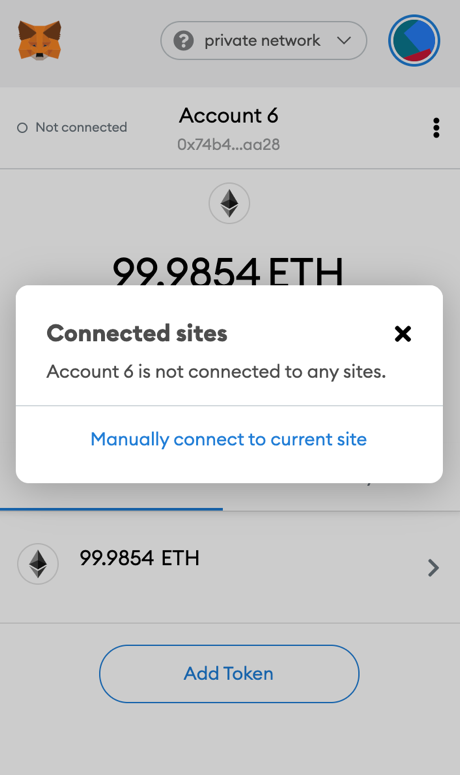 private network
Not connected
Account 6
0x74b4...aa28
99.9854 ETH
Connected sites
Account 6 is not connected to any sites.
Manually connect to current site
99.9854 ETH
Add Token